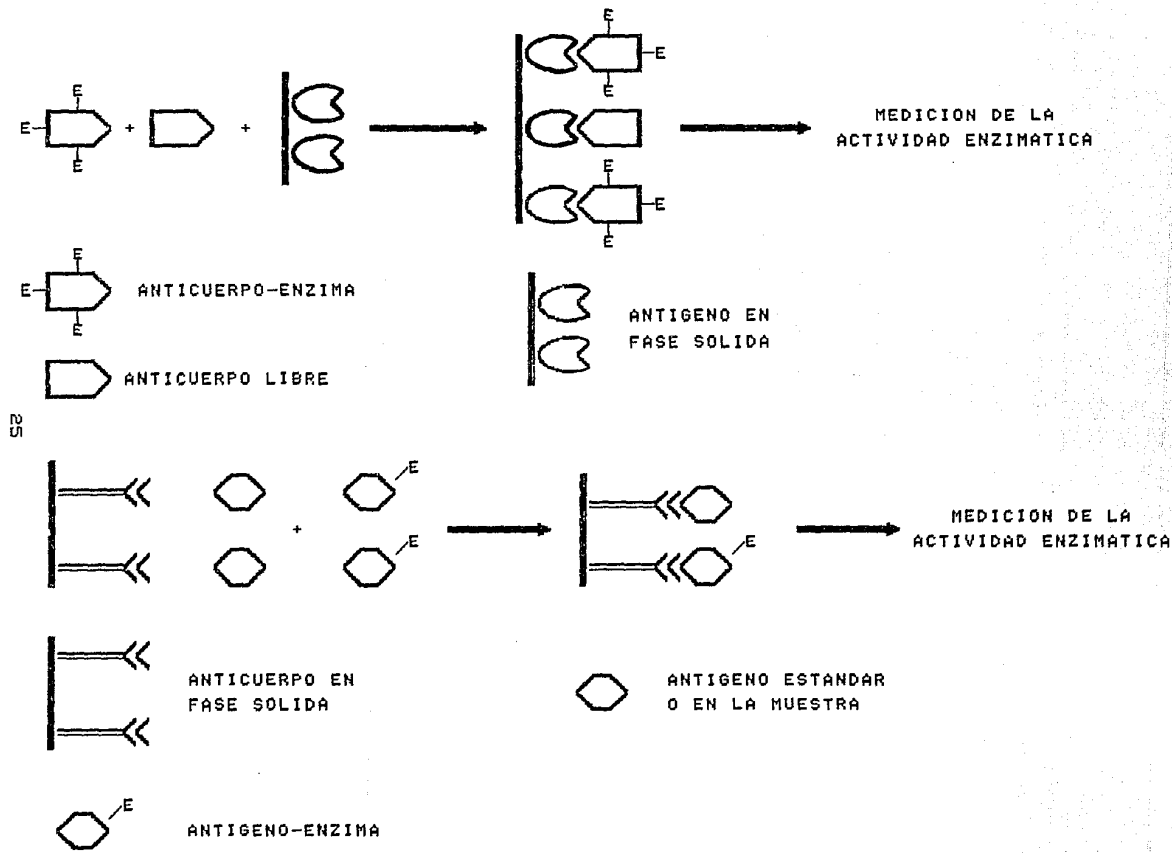 E
E
E
+
+
E
E
E
E
E
E
MEDICION DE LA
ACTIVIDAD ENZIMATICA
E
E
E
ANTICUERPO-ENZIMA
ANTICUERPO LIBRE
ANTIGENO EN
FASE SOLIDA
25
E
+
E
E
MEDICION DE LA
ACTIVIDAD ENZIMATICA
ANTICUERPO EN
FASE SOLIDA
ANTIGENO ESTANDAR
O EN LA MUESTRA
E
ANTIGENO-ENZIMA